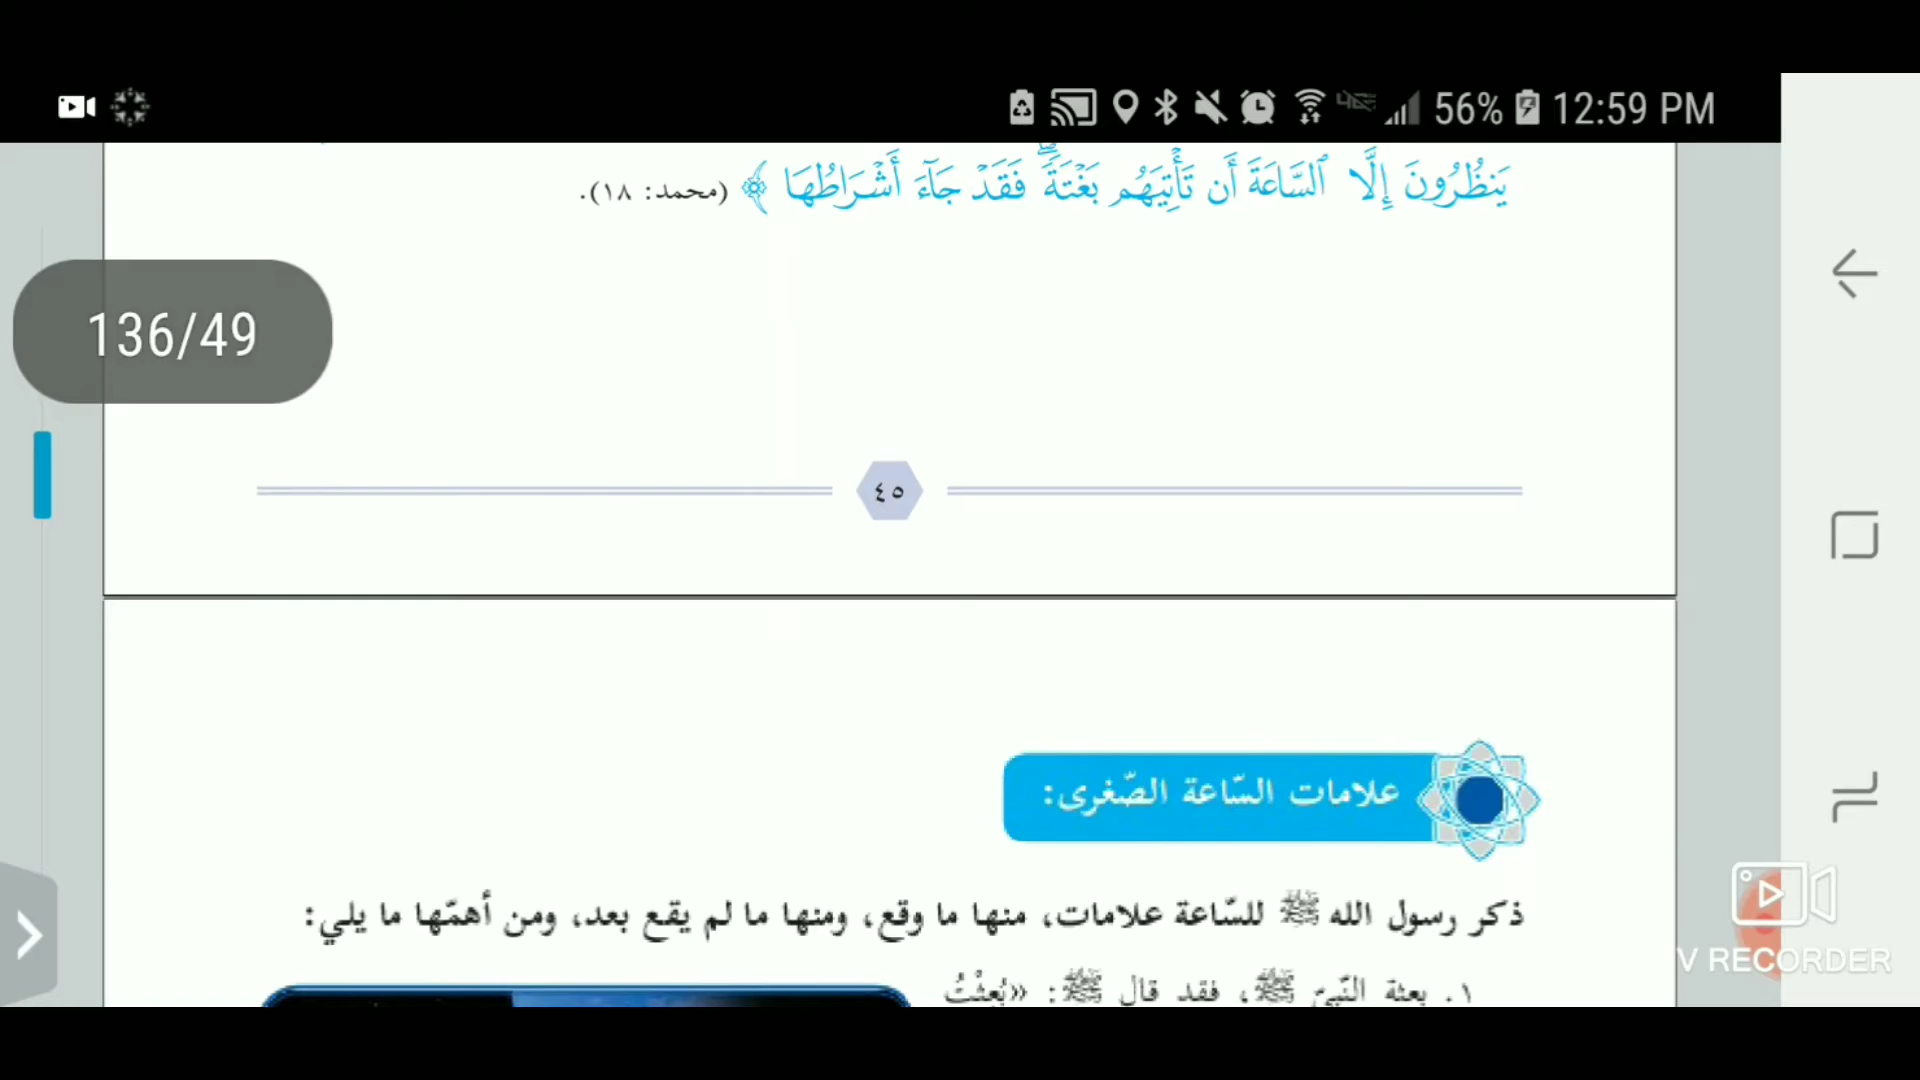 56% 12:59 PM
يَنظُرُونَ إِلَّا ٱلسَّاعَةَ أَن تَأْتِيَهُم بَغْتَةً ۖ فَقَدْ جَآءَ أَشْرَاطُهَا ﴾ (محمد: ١٨).
136/49
٤٥
علامات السّاعة الصّغرى:
ذكر رسول الله ﷺ للسّاعة علامات، منها ما وقع، ومنها ما لم يقع بعد، ومن أهمّها ما يلي:
١. بعثة النّبيّ ﷺ، فقد قال ﷺ: «بُعِثْتُ
V RECORDER